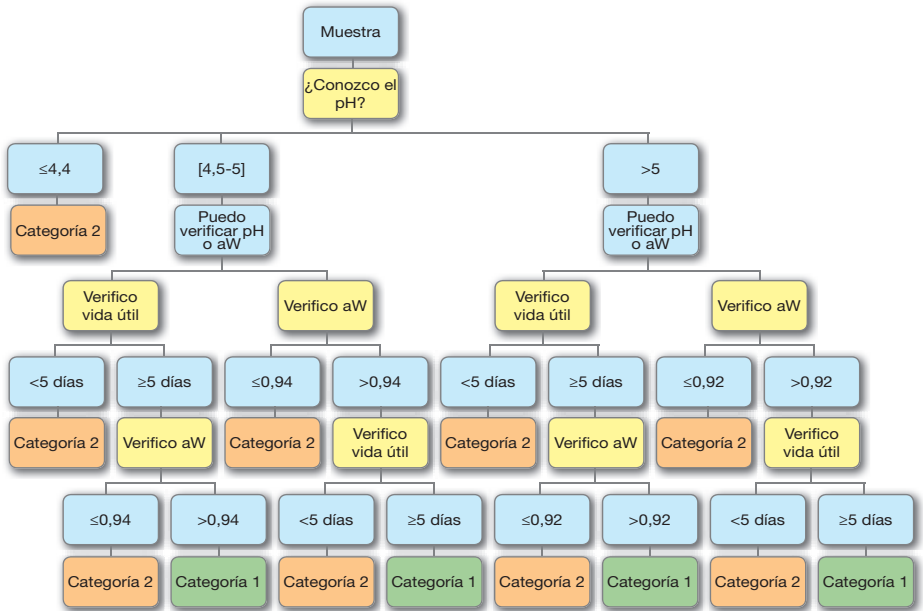 Muestra
¿Conozco el
pH?
≤4,4
[4,5-5]
>5
Categoría 2
Puedo
verificar pH
o aW
Puedo
verificar pH
o aW
Verifico
vida útil
Verifico aW
Verifico
vida útil
Verifico aW
<5 días
≥5 días
≤0,94
>0,94
<5 días
≥5 días
≤0,92
>0,92
Categoría 2
Verifico aW
Categoría 2
Verifico
vida útil
Categoría 2
Verifico aW
Categoría 2
Verifico
vida útil
≤0,94
>0,94
<5 días
≥5 días
≤0,92
>0,92
<5 días
≥5 días
Categoría 2
Categoría 1
Categoría 2
Categoría 1
Categoría 2
Categoría 1
Categoría 2
Categoría 1